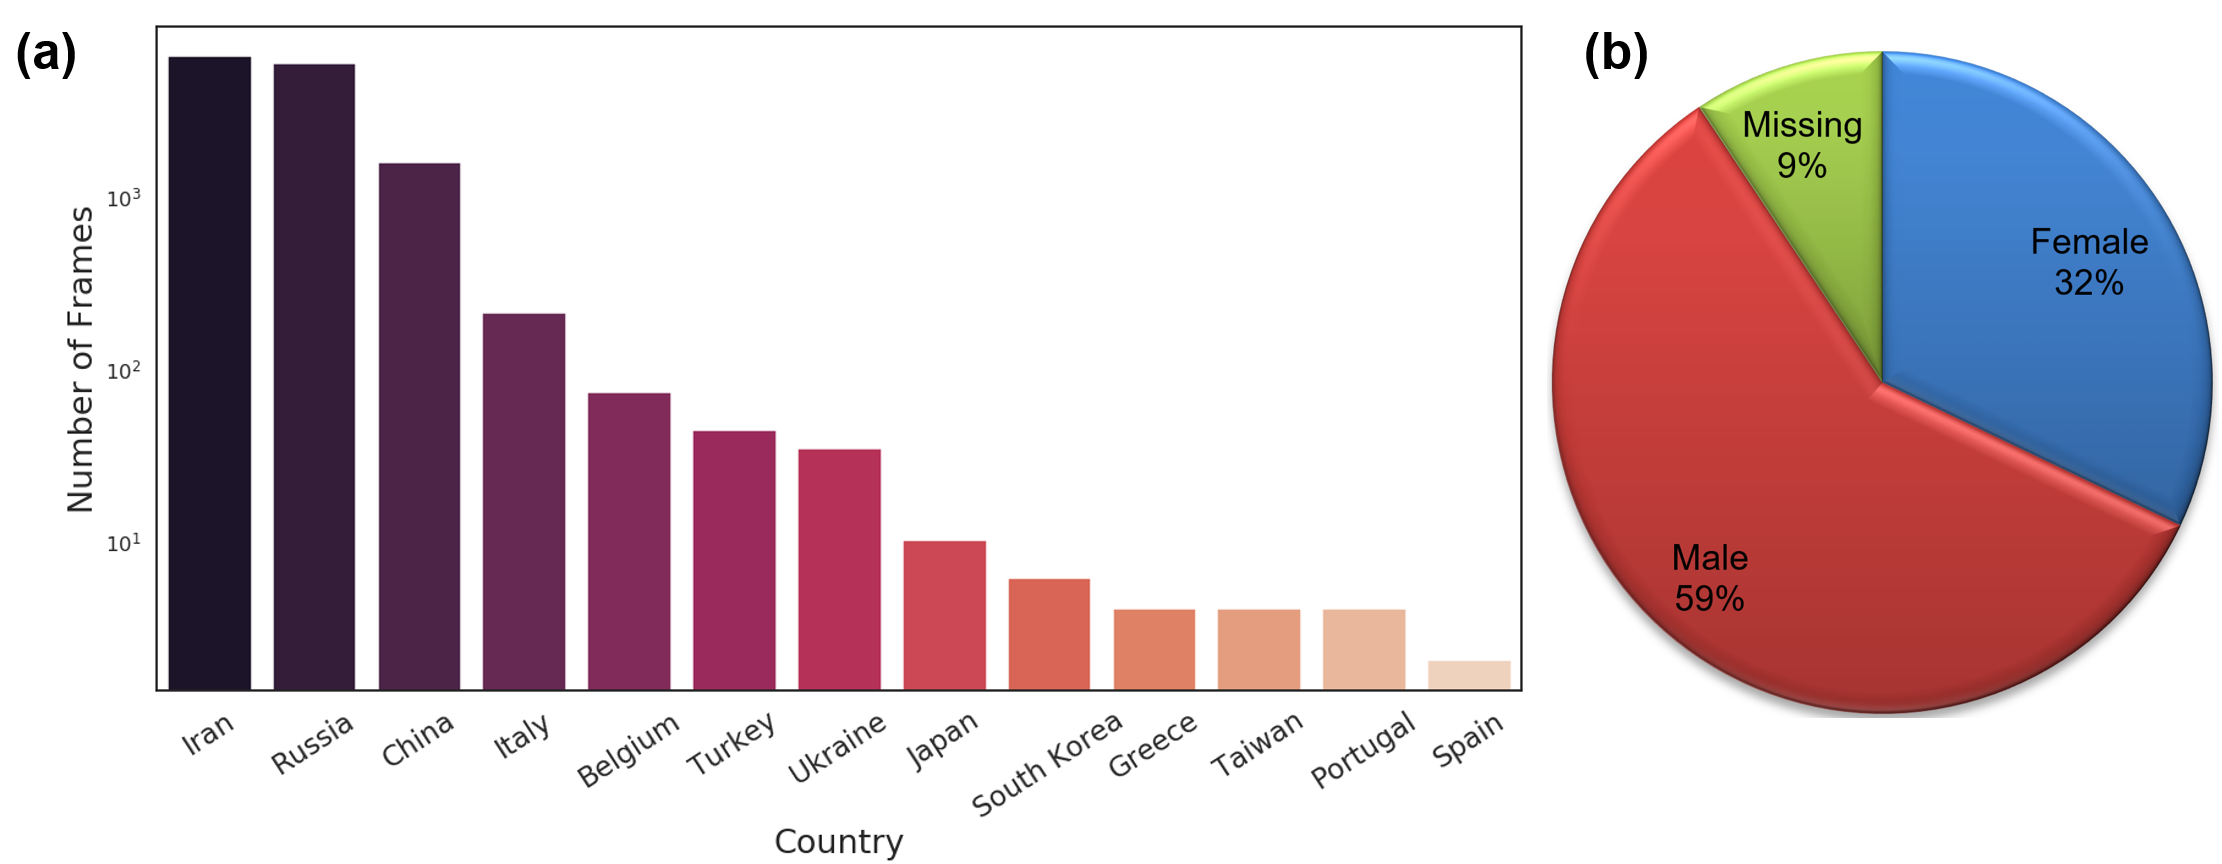 (a)
Number of Frames
10³
10²
10¹
Iran
Russia
China
Italy
Belgium
Turkey
Ukraine
Japan
South Korea
Greece
Taiwan
Portugal
Spain
Country
(b)
Missing
9%
Female
32%
Male
59%